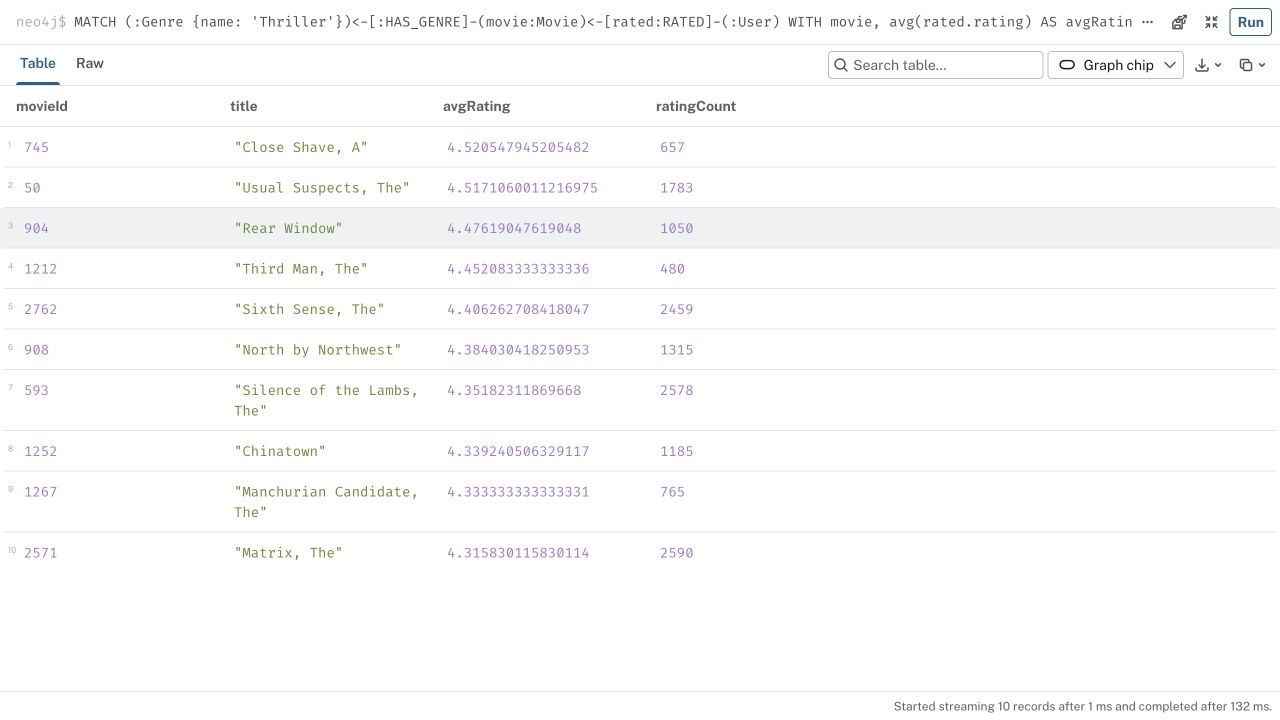 neo4j$ MATCH (:Genre {name: 'Thriller'})<-[:HAS_GENRE]-(movie:Movie)<-[rated:RATED]-(:User) WITH movie, avg(rated.rating) AS avgRatin ··· Run
Table Raw Search table... Graph chip
movieId title avgRating ratingCount
1 745 "Close Shave, A" 4.520547945205482 657
2 50 "Usual Suspects, The" 4.5171060011216975 1783
3 904 "Rear Window" 4.47619047619048 1050
4 1212 "Third Man, The" 4.452083333333336 480
5 2762 "Sixth Sense, The" 4.406262708418047 2459
6 908 "North by Northwest" 4.384030418250953 1315
7 593 "Silence of the Lambs, 4.35182311869668 2578
The"
8 1252 "Chinatown" 4.339240506329117 1185
9 1267 "Manchurian Candidate, 4.333333333333331 765
The"
10 2571 "Matrix, The" 4.315830115830114 2590
Started streaming 10 records after 1 ms and completed after 132 ms.